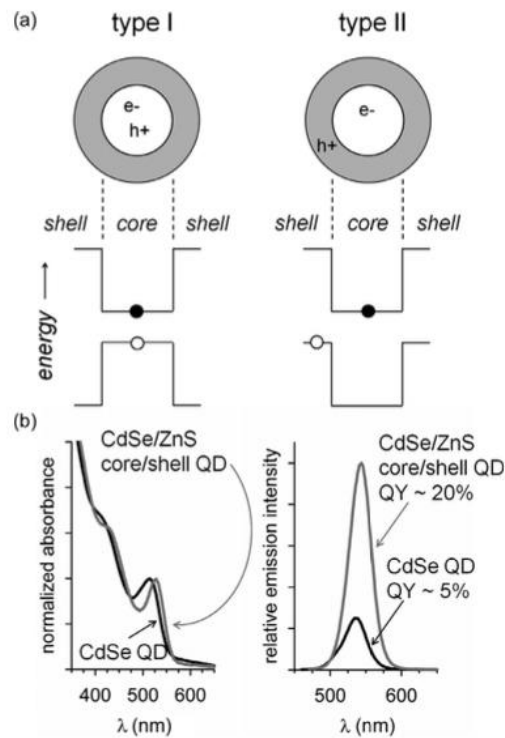 (a) type I type II
e- e-
h+ h+
shell core shell shell core shell
energy
(b)
CdSe/ZnS
core/shell QD
CdSe QD
normalized absorbance
400 500 600
λ (nm)
CdSe/ZnS
core/shell QD
QY ~ 20%
CdSe QD
QY ~ 5%
relative emission intensity
500 600
λ (nm)